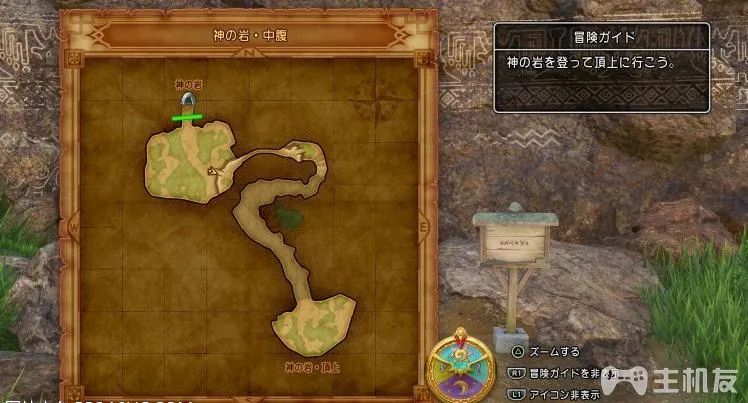 神の岩・中腹
N
神の岩
W
E
神の岩・頂上
冒険ガイド
神の岩を登って頂上に行こう。
ズームする
R1 冒険ガイドを非表示
L1 アイコン非表示
主机友